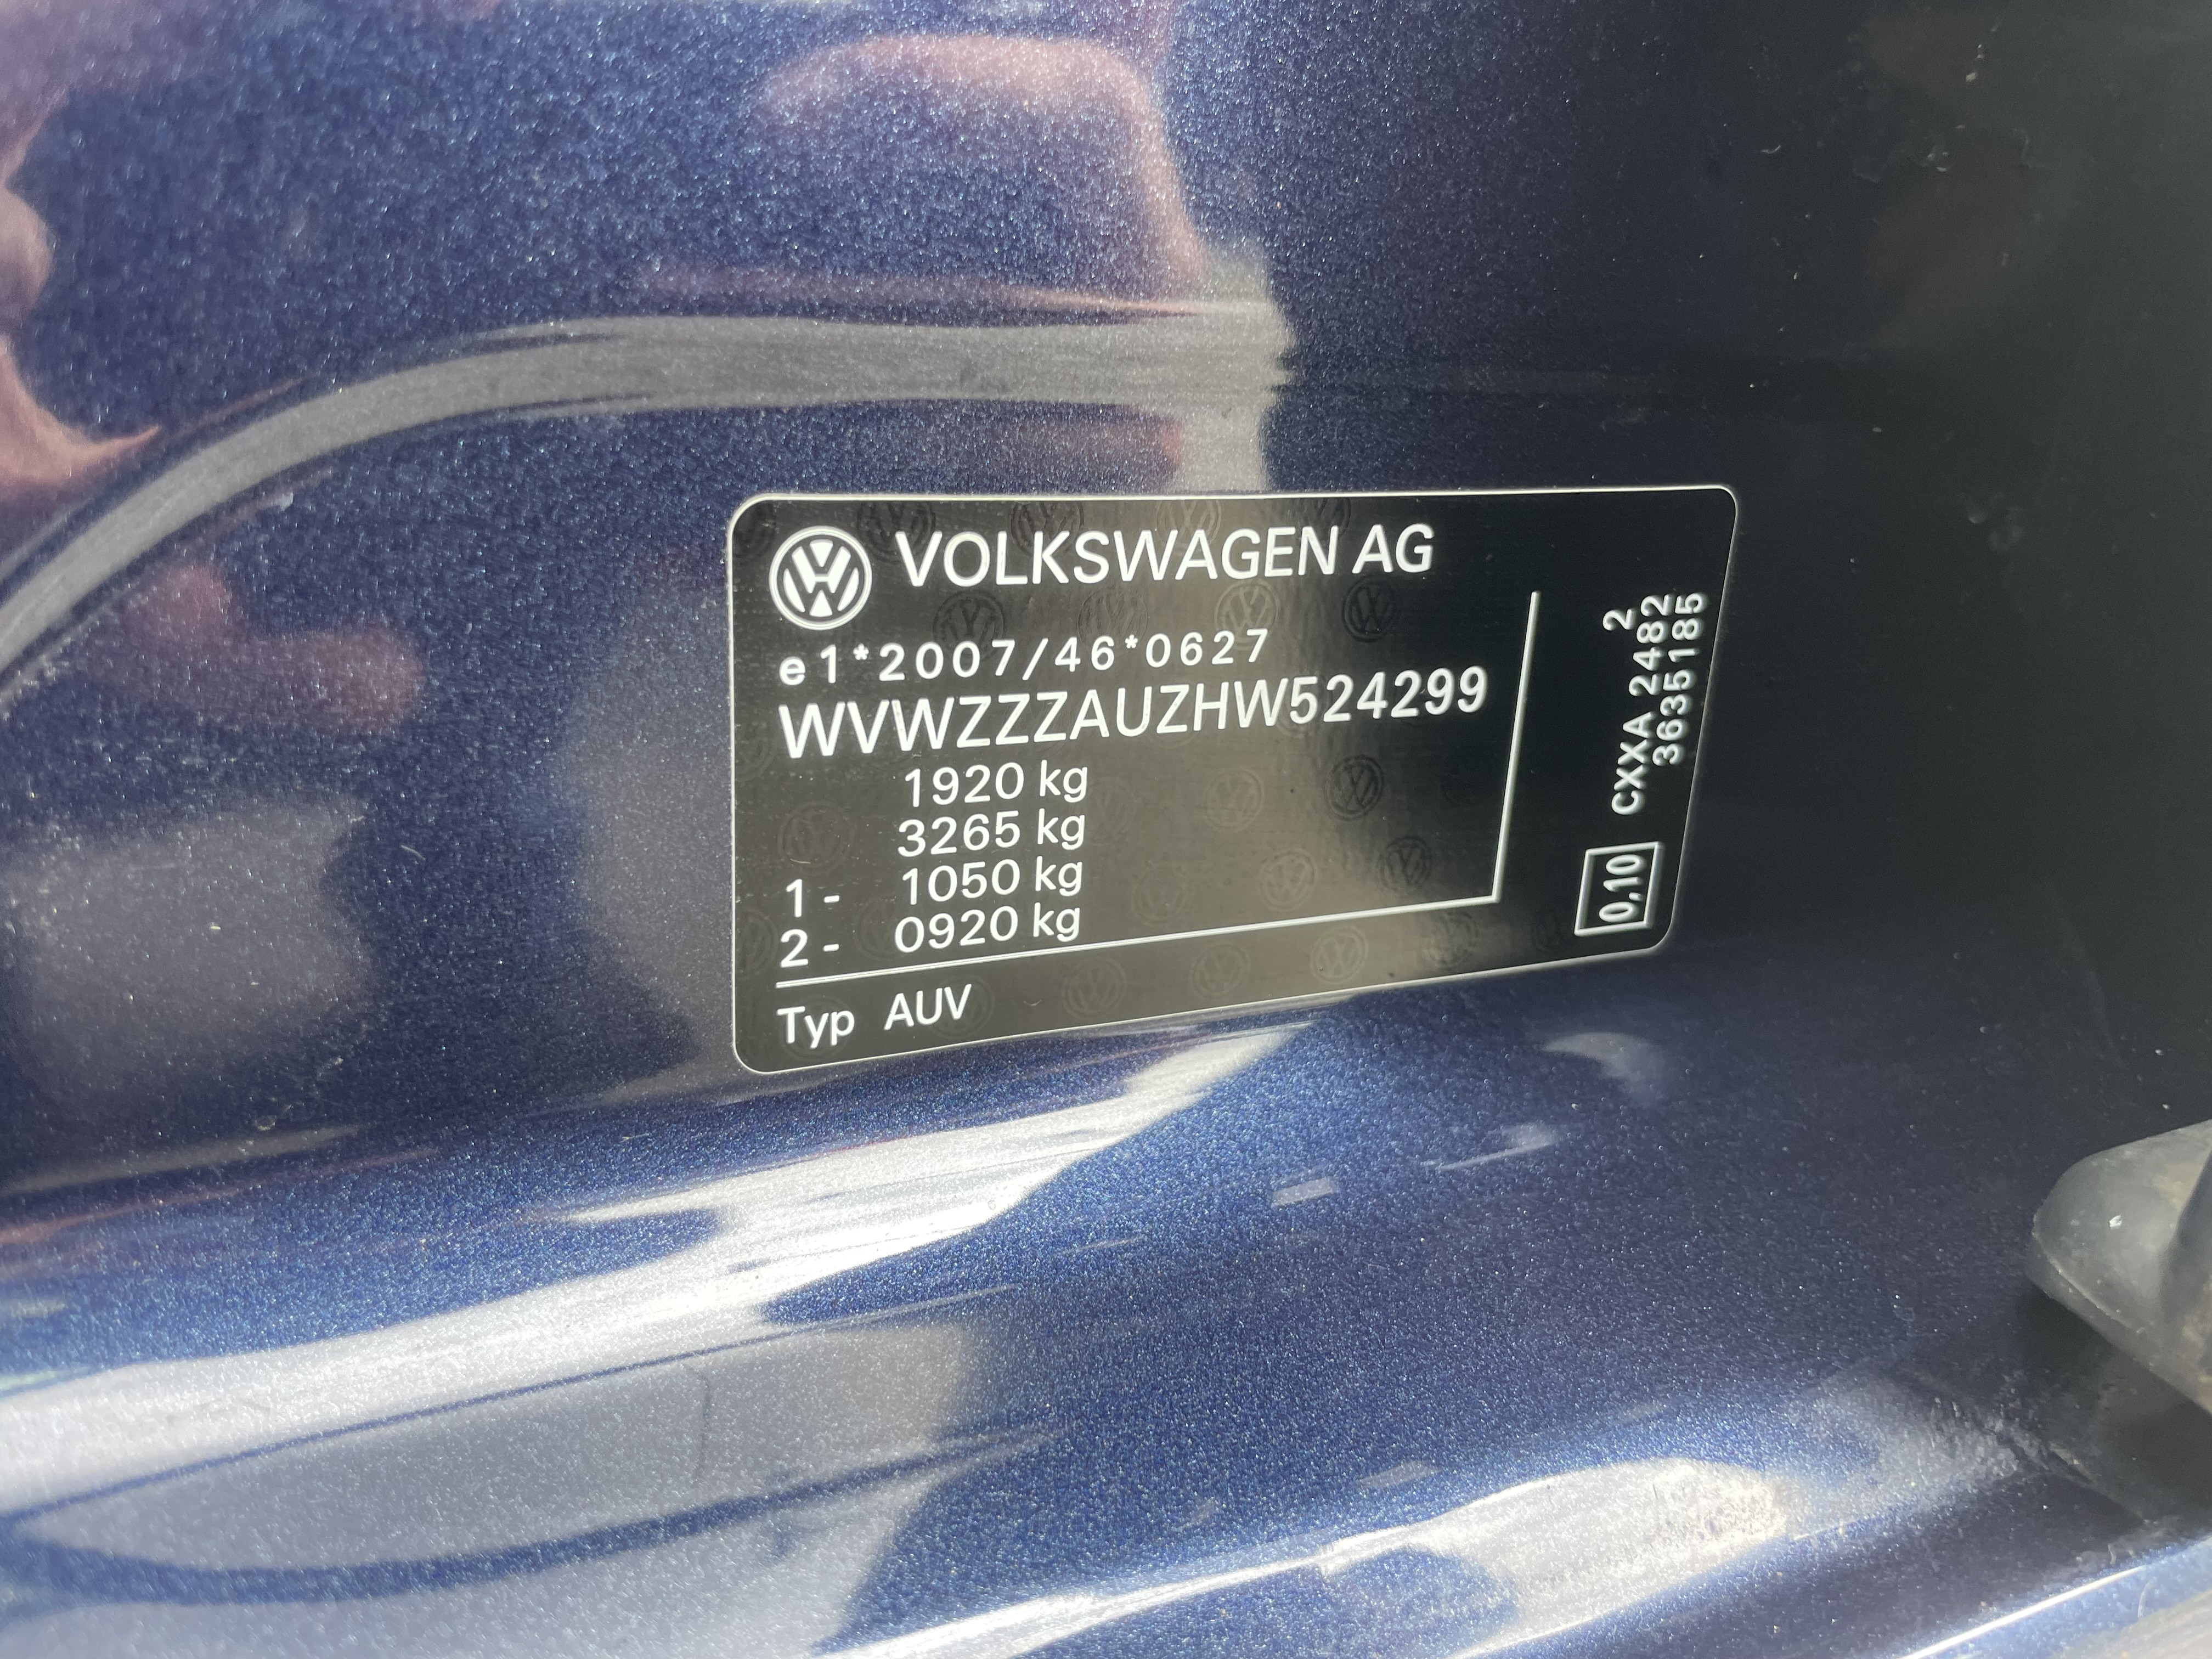 VOLKSWAGEN AG
e1*2007/46*0627
WVWZZZAUZHW524299
1920 kg
3265 kg
1- 1050 kg
2- 0920 kg
Typ AUV
2
CXXA 2482
3635185
0,10